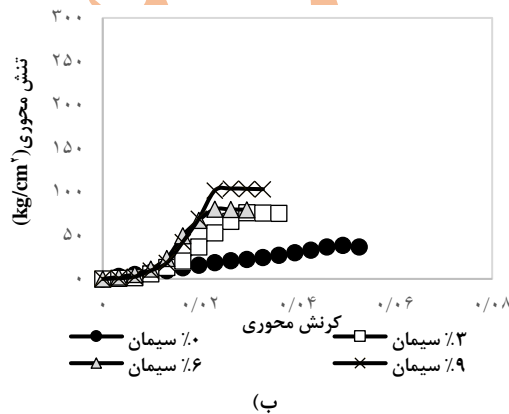 ۳۰۰
۲۵۰
۲۰۰
۱۵۰
۱۰۰
۵۰
۰
تنش محوری(kg/cm۲)
۰ ۰/۰۲ ۰/۰۴ ۰/۰۶ ۰/۰۸
کرنش محوری
۰٪ سیمان
۳٪ سیمان
۶٪ سیمان
۹٪ سیمان
ب)